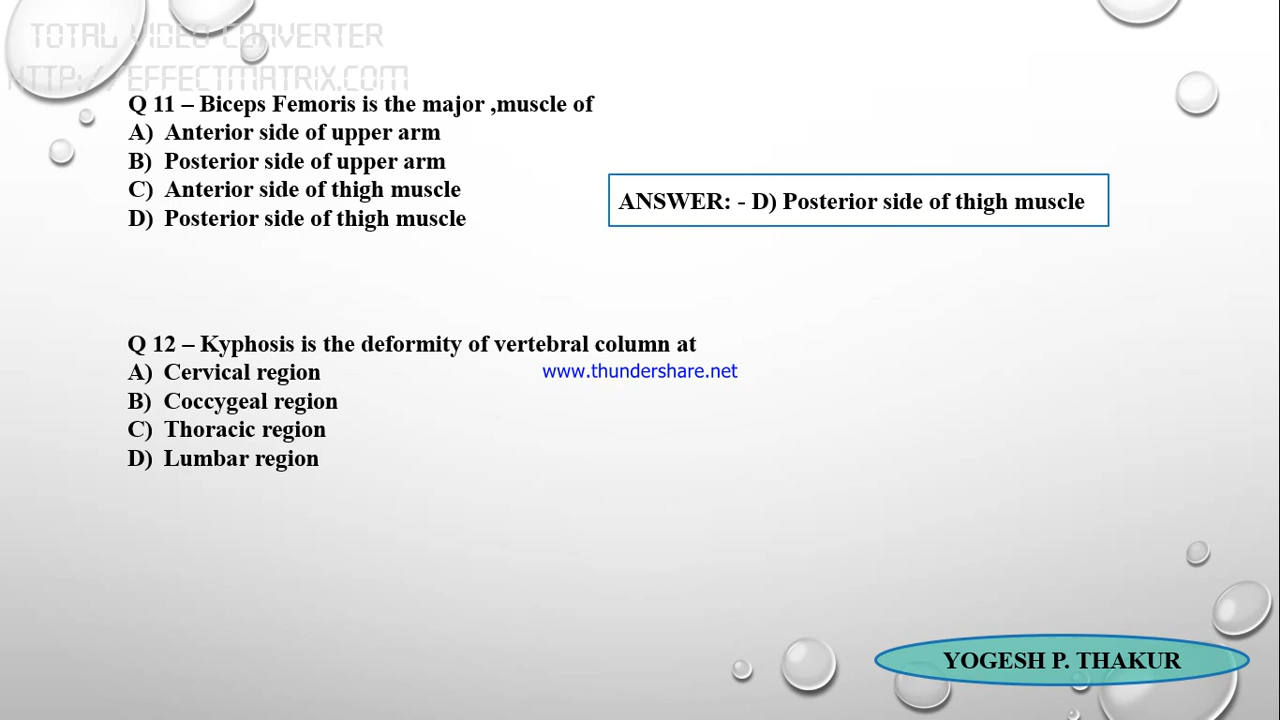 TOTAL VIDEO CONVERTER
HTTP://EFFECTMATRIX.COM
Q 11 – Biceps Femoris is the major ,muscle of
A) Anterior side of upper arm
B) Posterior side of upper arm
C) Anterior side of thigh muscle
D) Posterior side of thigh muscle
ANSWER: - D) Posterior side of thigh muscle
Q 12 – Kyphosis is the deformity of vertebral column at
A) Cervical region
www.thundershare.net
B) Coccygeal region
C) Thoracic region
D) Lumbar region
YOGESH P. THAKUR